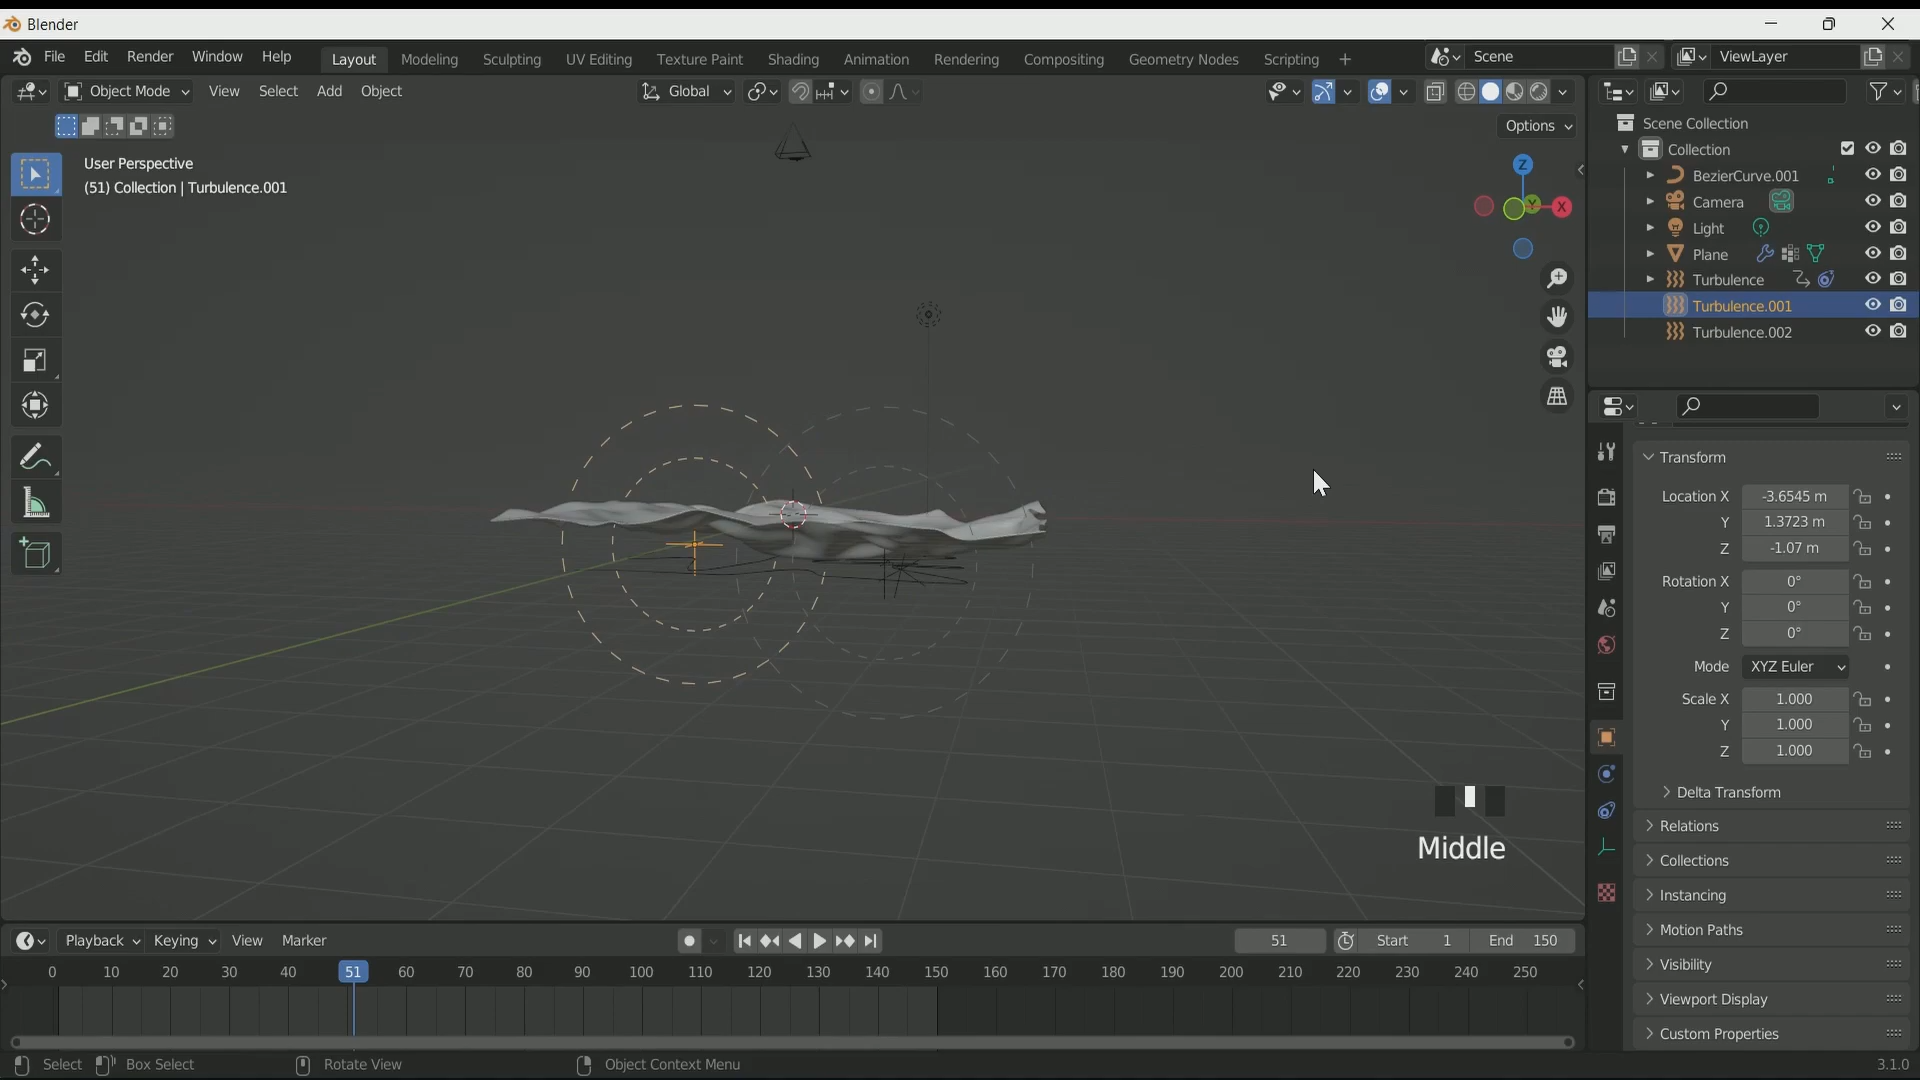 Blender
File Edit Render Window Help Layout Modeling Sculpting UV Editing Texture Paint Shading Animation Rendering Compositing Geometry Nodes Scripting + Scene ViewLayer
Object Mode View Select Add Object Global
Options
User Perspective
(51) Collection | Turbulence.001
Z
Y
X
Scene Collection
Collection
BezierCurve.001
Camera
Light
Plane
Turbulence
Turbulence.001
Turbulence.002
Transform
Location X -3.6545 m
Y 1.3723 m
Z -1.07 m
Rotation X 0°
Y 0°
Z 0°
Mode XYZ Euler
Scale X 1.000
Y 1.000
Z 1.000
Delta Transform
Relations
Collections
Instancing
Motion Paths
Visibility
Viewport Display
Custom Properties
Middle
Playback Keying View Marker 51 Start 1 End 150
0 10 20 30 40 51 60 70 80 90 100 110 120 130 140 150 160 170 180 190 200 210 220 230 240 250
Select Box Select Rotate View Object Context Menu 3.1.0